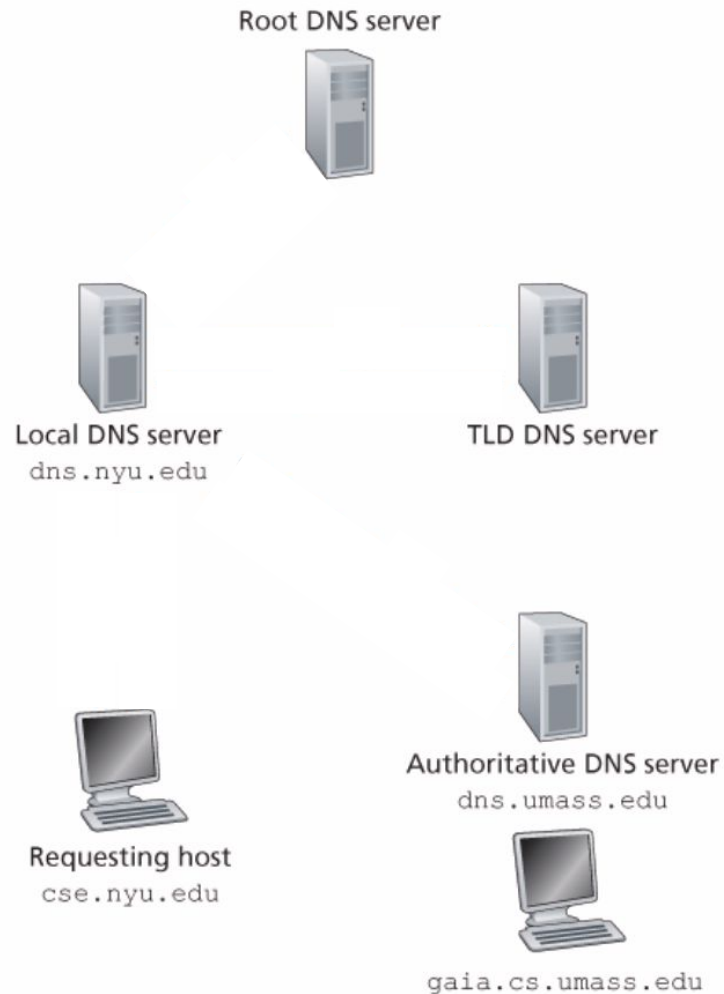 Root DNS server
Local DNS server
dns.nyu.edu
TLD DNS server
Authoritative DNS server
dns.umass.edu
Requesting host
cse.nyu.edu
gaia.cs.umass.edu